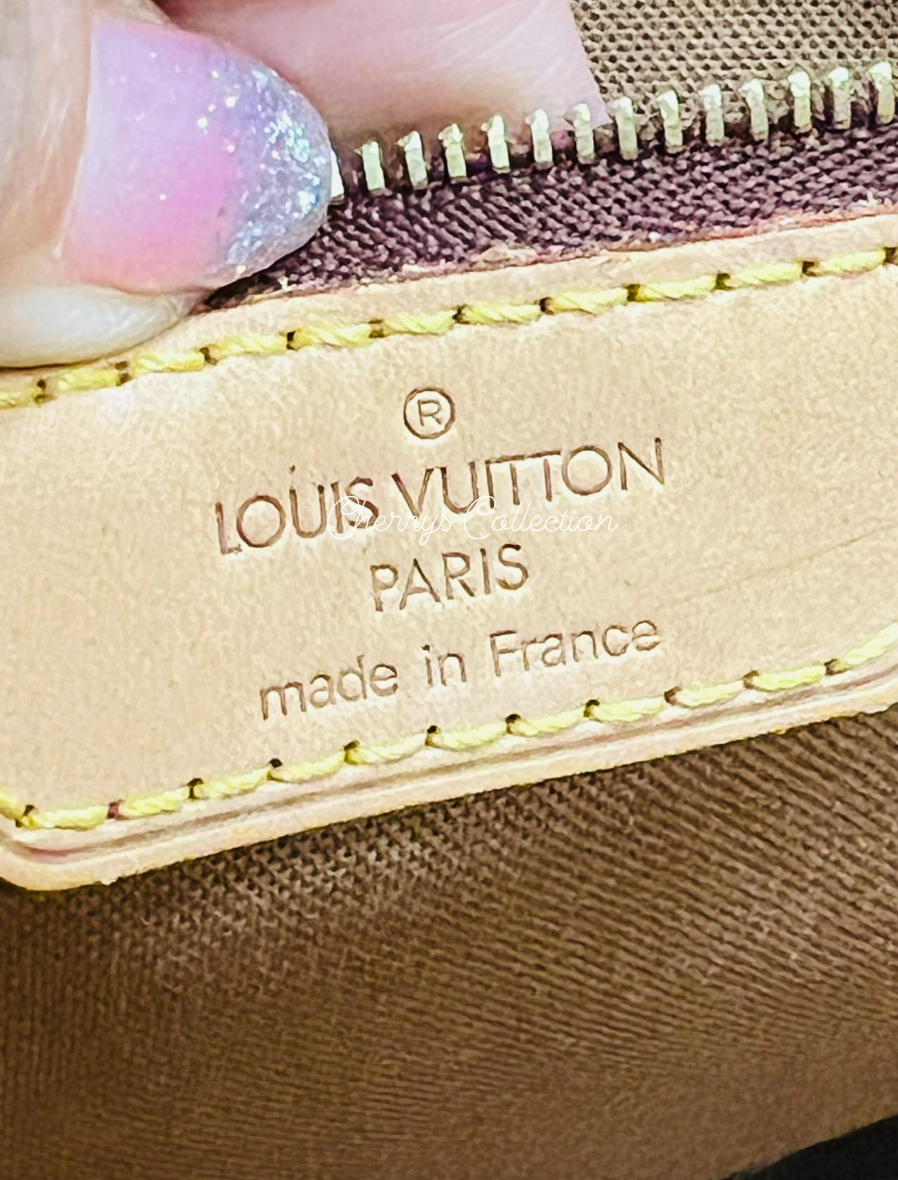 ®
LOUIS VUITTON
Cherrys Collection
PARIS
made in France